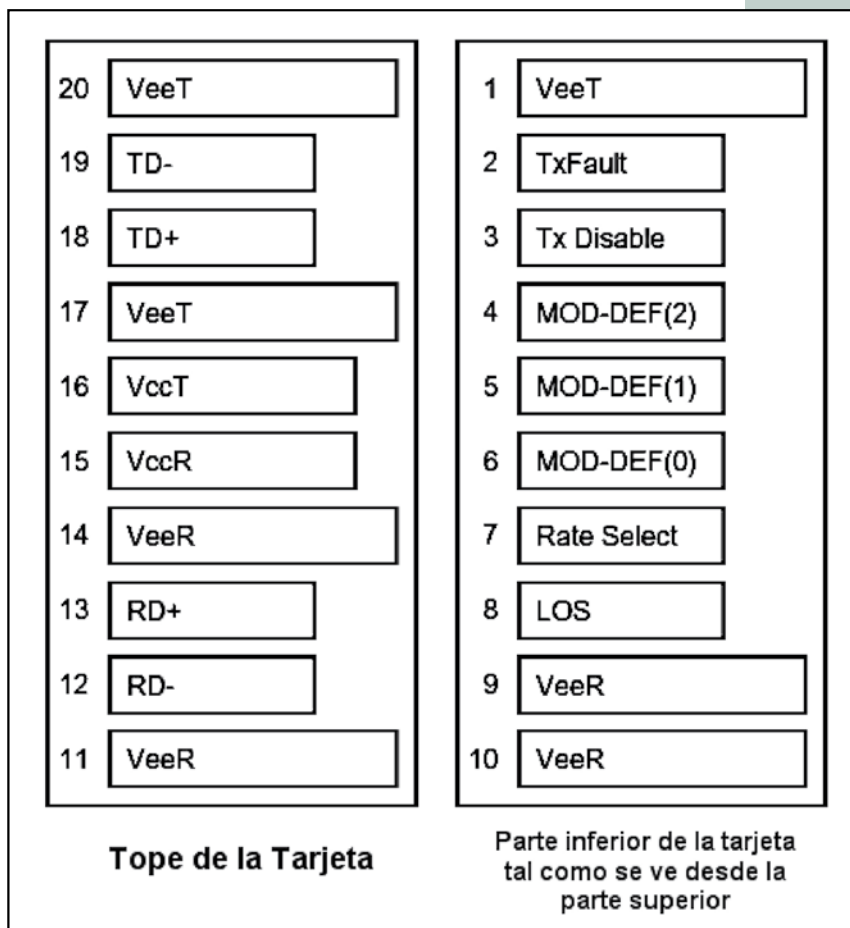 20 VeeT
19 TD-
18 TD+
17 VeeT
16 VccT
15 VccR
14 VeeR
13 RD+
12 RD-
11 VeeR
Tope de la Tarjeta
1 VeeT
2 TxFault
3 Tx Disable
4 MOD-DEF(2)
5 MOD-DEF(1)
6 MOD-DEF(0)
7 Rate Select
8 LOS
9 VeeR
10 VeeR
Parte inferior de la tarjeta
tal como se ve desde la
parte superior